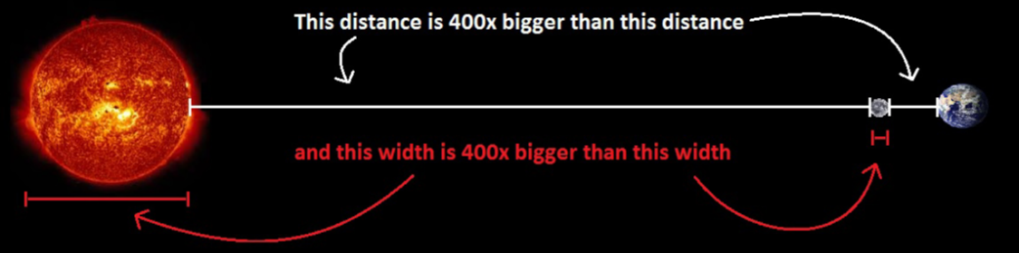 This distance is 400x bigger than this distance
and this width is 400x bigger than this width